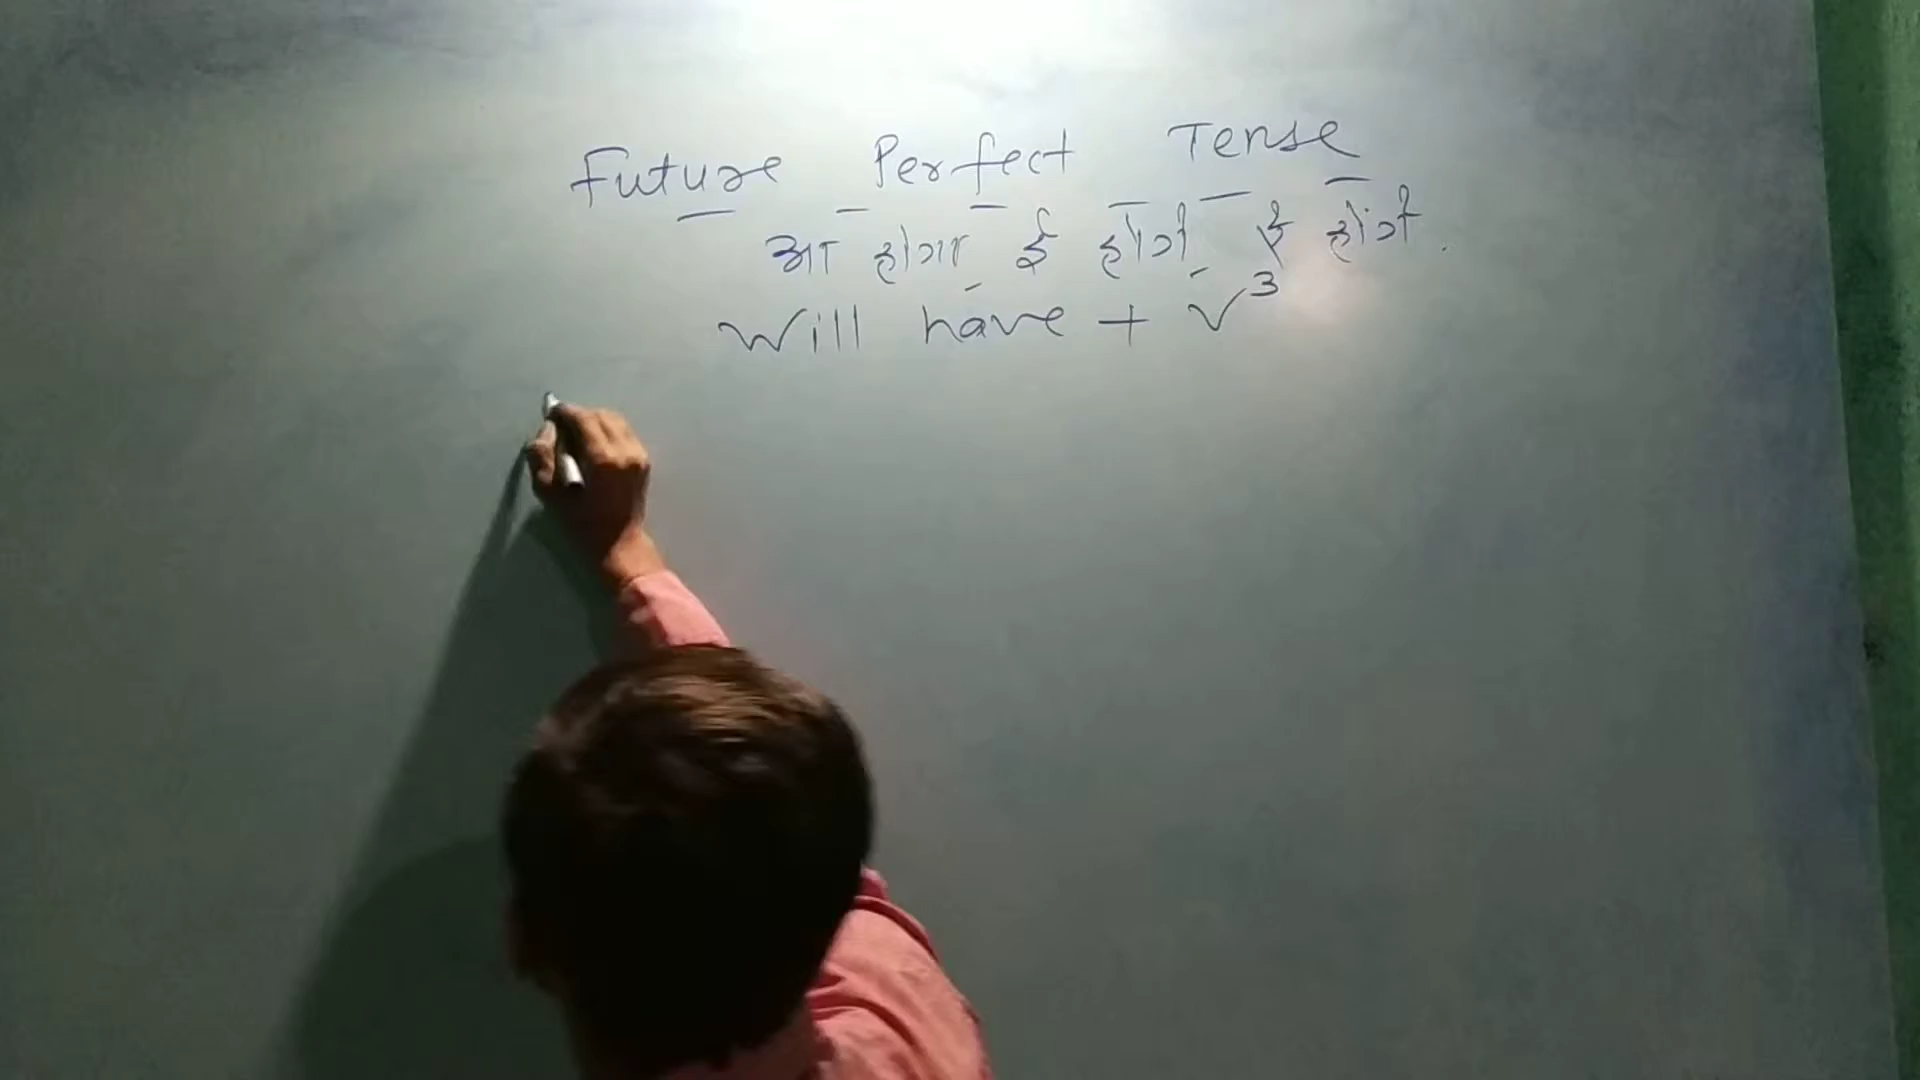 Future Perfect Tense
आ होगा ई होगी ए होंगे.
Will have + V³